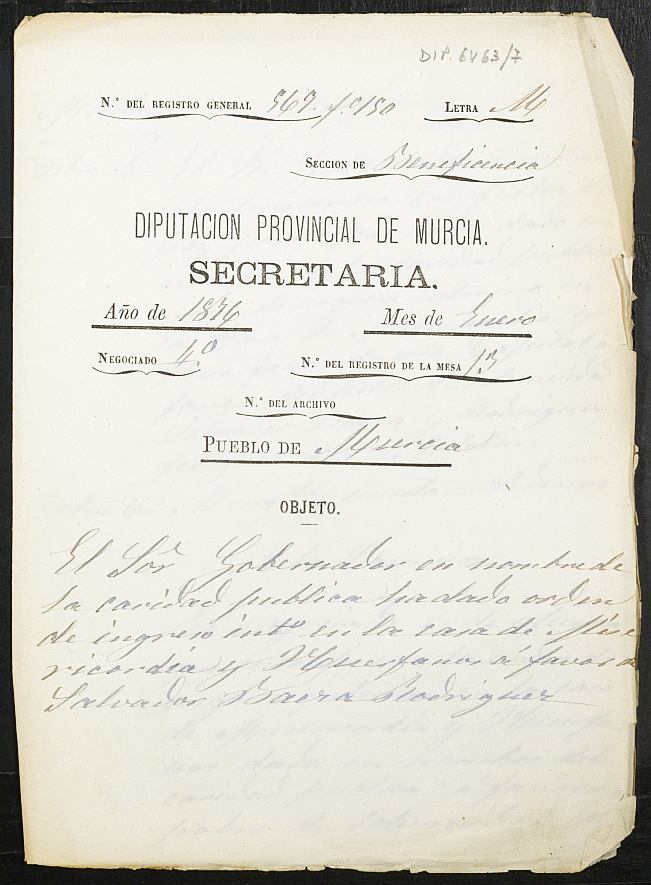 DIP. 6463/7
N.º DEL REGISTRO GENERAL 569. fº 150 LETRA M
SECCION DE Beneficencia
DIPUTACION PROVINCIAL DE MURCIA.
SECRETARIA.
Año de 1876 Mes de Enero
NEGOCIADO 4.º N.º DEL REGISTRO DE LA MESA 13
N.º DEL ARCHIVO
PUEBLO DE Murcia
OBJETO.
El Sor Gobernador en nombre de
la caridad publica ha dado orden
de ingreso intº en la casa de Mise
ricordia y Huerfanos á favor de
Salvador Baeza Rodriguez